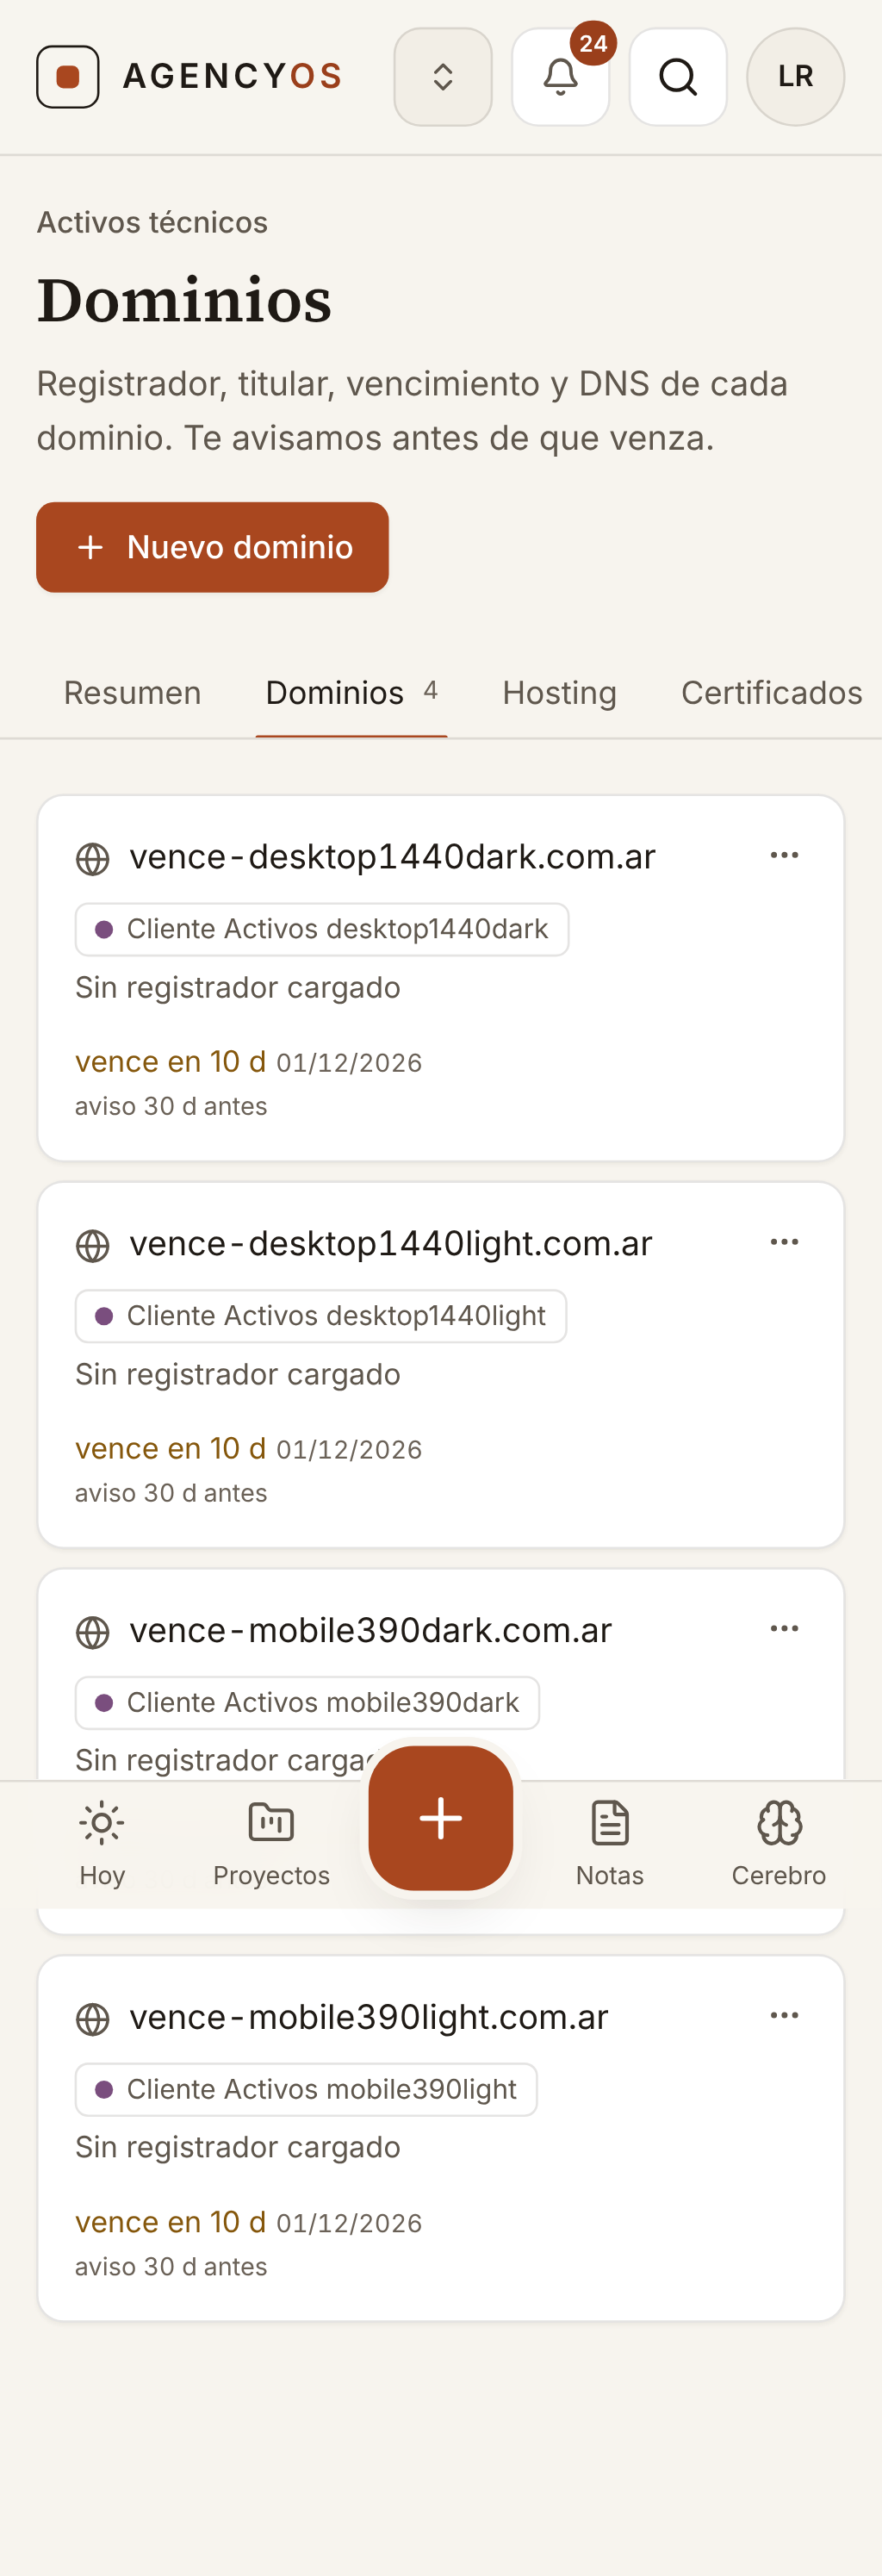 AGENCYOS
24
LR
Activos técnicos
Dominios
Registrador, titular, vencimiento y DNS de cada
dominio. Te avisamos antes de que venza.
Nuevo dominio
Resumen Dominios 4 Hosting Certificados
vence-desktop1440dark.com.ar
Cliente Activos desktop1440dark
Sin registrador cargado
vence en 10 d 01/12/2026
aviso 30 d antes
vence-desktop1440light.com.ar
Cliente Activos desktop1440light
Sin registrador cargado
vence en 10 d 01/12/2026
aviso 30 d antes
vence-mobile390dark.com.ar
Cliente Activos mobile390dark
Sin registrador
Hoy Proyectos Notas Cerebro
vence-mobile390light.com.ar
Cliente Activos mobile390light
Sin registrador cargado
vence en 10 d 01/12/2026
aviso 30 d antes